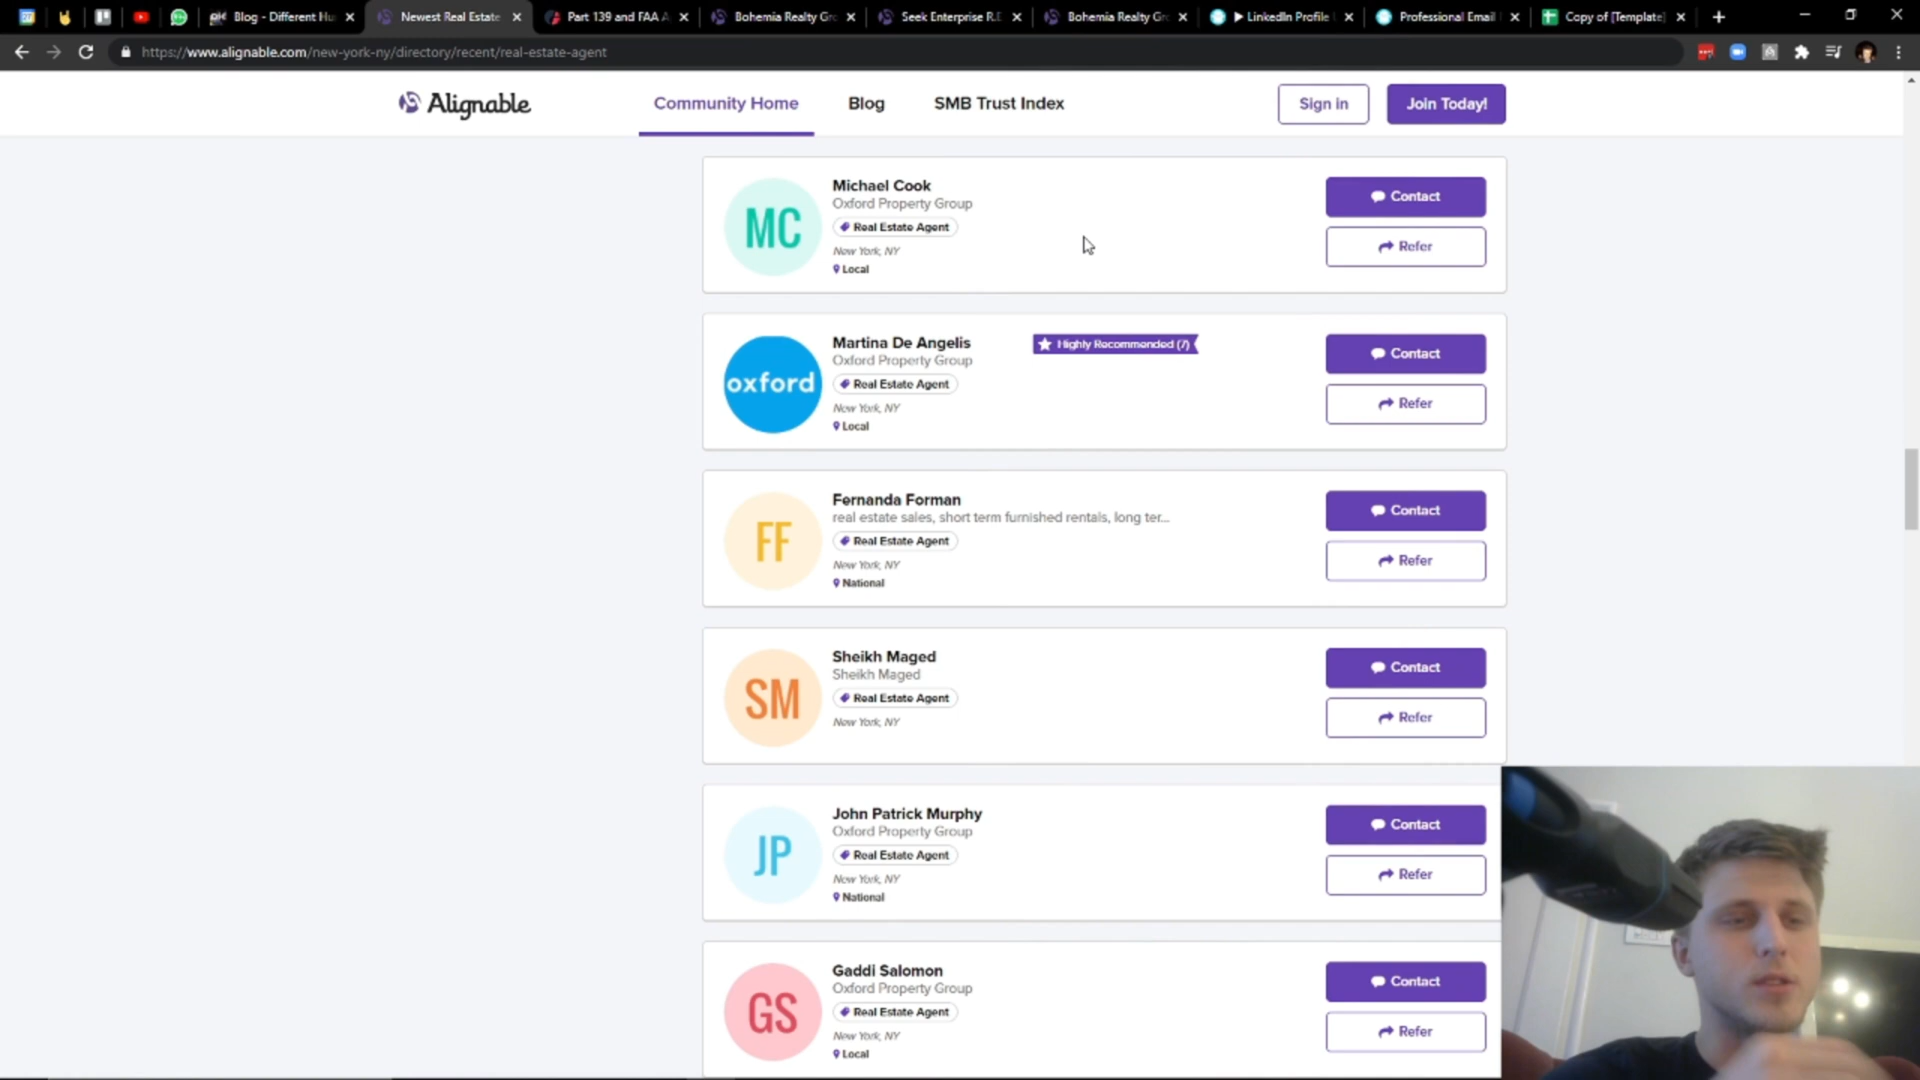 Blog - Different Hu
Newest Real Estate
Part 139 and FAA A
Bohemia Realty Gr
Seek Enterprise R.E
Bohemia Realty Gr
LinkedIn Profile
Professional Email
Copy of [Template]
https://www.alignable.com/new-york-ny/directory/recent/real-estate-agent
Alignable
Community Home
Blog
SMB Trust Index
Sign in
Join Today!
MC
Michael Cook
Oxford Property Group
Real Estate Agent
New York, NY
Local
Contact
Refer
oxford
Martina De Angelis
Highly Recommended (7)
Oxford Property Group
Real Estate Agent
New York, NY
Local
Contact
Refer
FF
Fernanda Forman
real estate sales, short term furnished rentals, long ter...
Real Estate Agent
New York, NY
National
Contact
Refer
SM
Sheikh Maged
Sheikh Maged
Real Estate Agent
New York, NY
Contact
Refer
JP
John Patrick Murphy
Oxford Property Group
Real Estate Agent
New York, NY
National
Contact
Refer
GS
Gaddi Salomon
Oxford Property Group
Real Estate Agent
New York, NY
Local
Contact
Refer